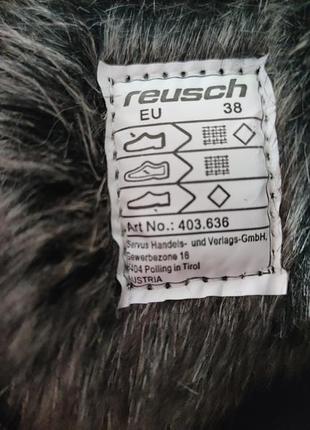 reusch
EU 38
Art No.: 403.636
Servus Handels- und Verlags-GmbH.
Gewerbezone 16
6404 Polling in Tirol
AUSTRIA